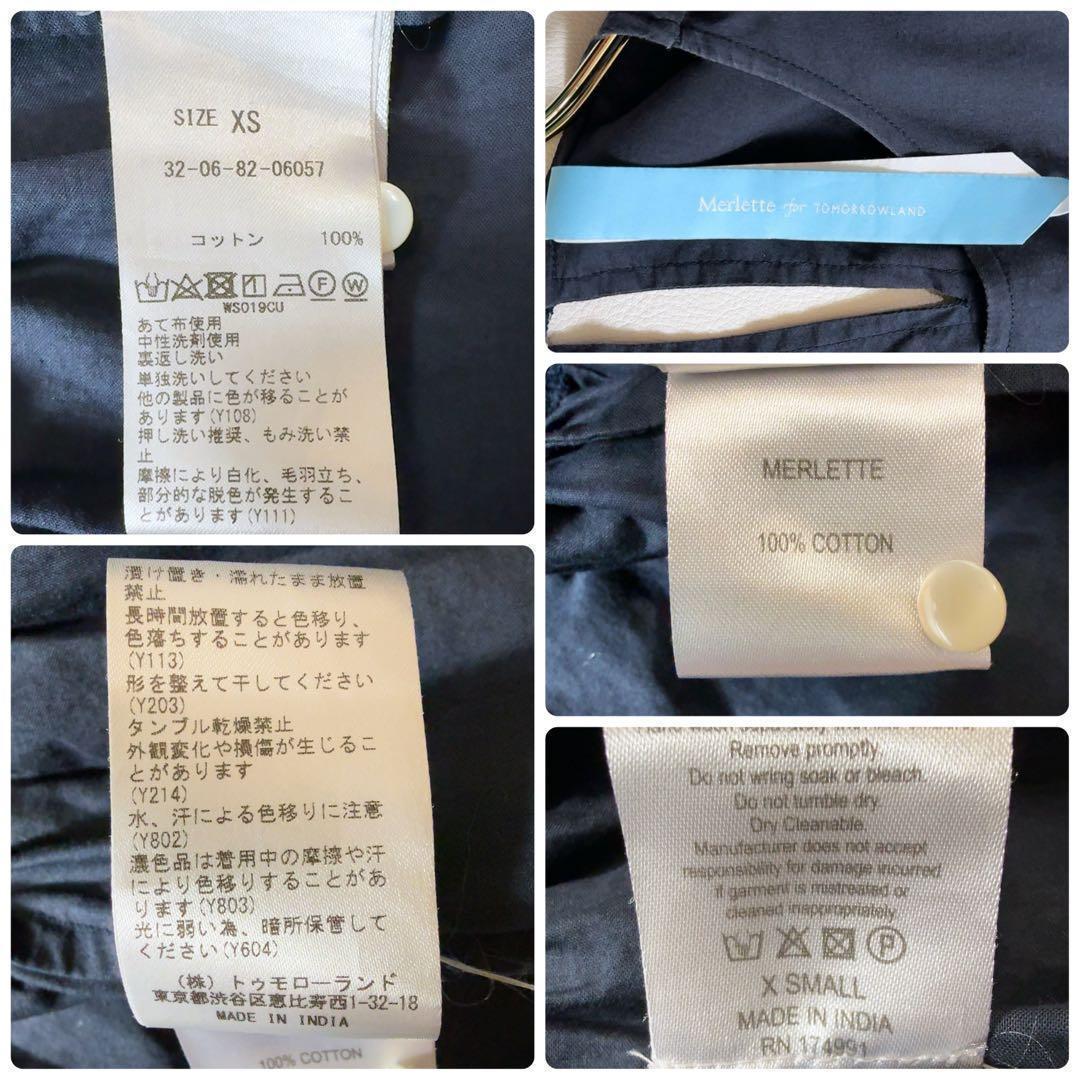 SIZE XS
32-06-82-06057
コットン 100%
WS019CU
あて布使用
中性洗剤使用
裏返し洗い
単独洗いしてください
他の製品に色が移ることが
あります(Y108)
押し洗い推奨、もみ洗い禁
止
摩擦により白化、毛羽立ち、
部分的な脱色が発生するこ
とがあります(Y111)
Merlette for TOMORROWLAND
MERLETTE
100% COTTON
漬け置き・濡れたまま放置
禁止
長時間放置すると色移り、
色落ちすることがあります
(Y113)
形を整えて干してください
(Y203)
タンブル乾燥禁止
外観変化や損傷が生じるこ
とがあります
(Y214)
水、汗による色移りに注意
(Y802)
濃色品は着用中の摩擦や汗
により色移りすることがあ
ります(Y803)
光に弱い為、暗所保管して
ください(Y604)
(株)トゥモローランド
東京都渋谷区恵比寿西1-32-18
MADE IN INDIA
100% COTTON
Remove promptly.
Do not wring soak or bleach.
Do not tumble dry.
Dry Cleanable.
Manufacturer does not accept
responsibility for damage incurred
if garment is mistreated or
cleaned inappropriately.
P
X SMALL
MADE IN INDIA
RN 174991